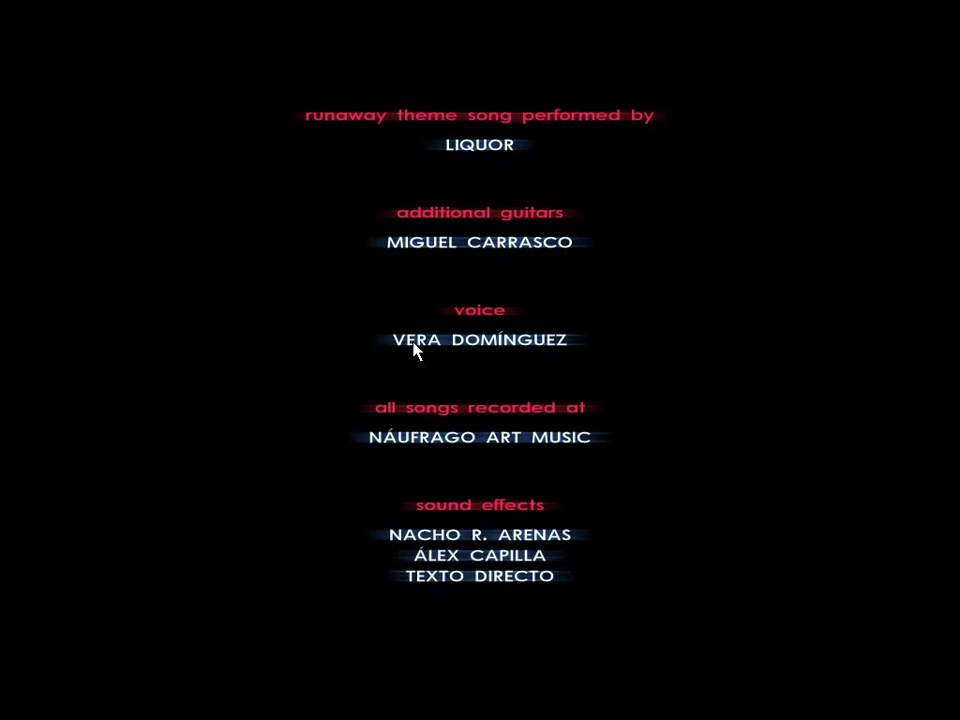 runaway theme song performed by
LIQUOR
additional guitars
MIGUEL CARRASCO
voice
VERA DOMÍNGUEZ
all songs recorded at
NÁUFRAGO ART MUSIC
sound effects
NACHO R. ARENAS
ÁLEX CAPILLA
TEXTO DIRECTO